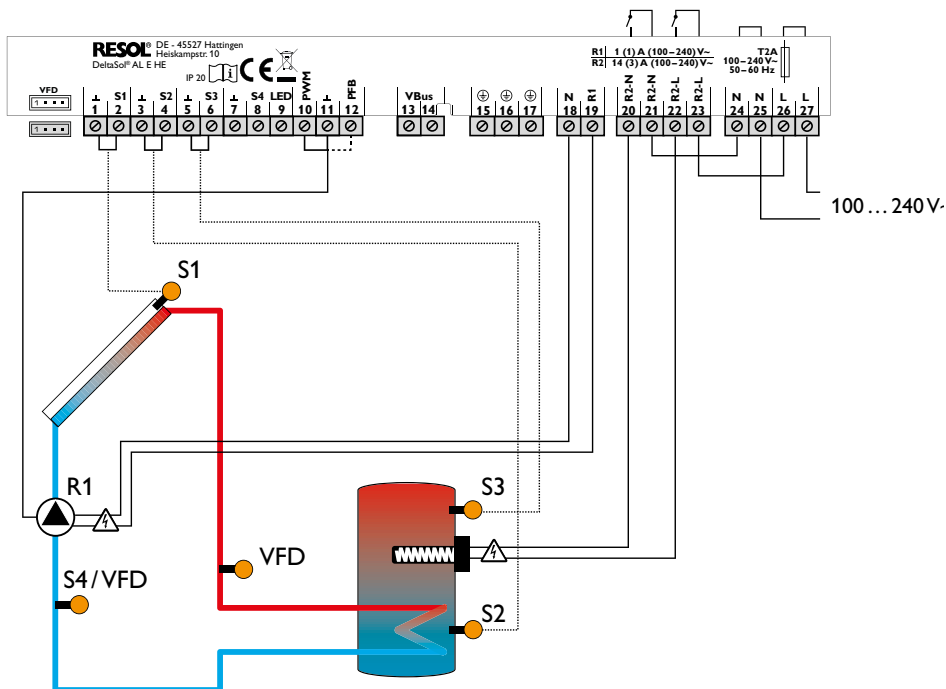 RESOL® DE - 45527 Hattingen
Heiskampstr. 10
DeltaSol® AL E HE
IP 20
CE
R1 1 (1) A (100–240) V~
R2 14 (3) A (100–240) V~
T2A
100–240 V~
50–60 Hz
VFD
1
1
⊥ S1 ⊥ S2 ⊥ S3 ⊥ S4 LED PWM ⊥ PFB
1 2 3 4 5 6 7 8 9 10 11 12
VBus
13 14
15 16 17
N R1 R2-N R2-N R2-L R2-L N N L L
18 19 20 21 22 23 24 25 26 27
100 … 240 V~
S1
R1
S3
VFD
S4 / VFD
S2